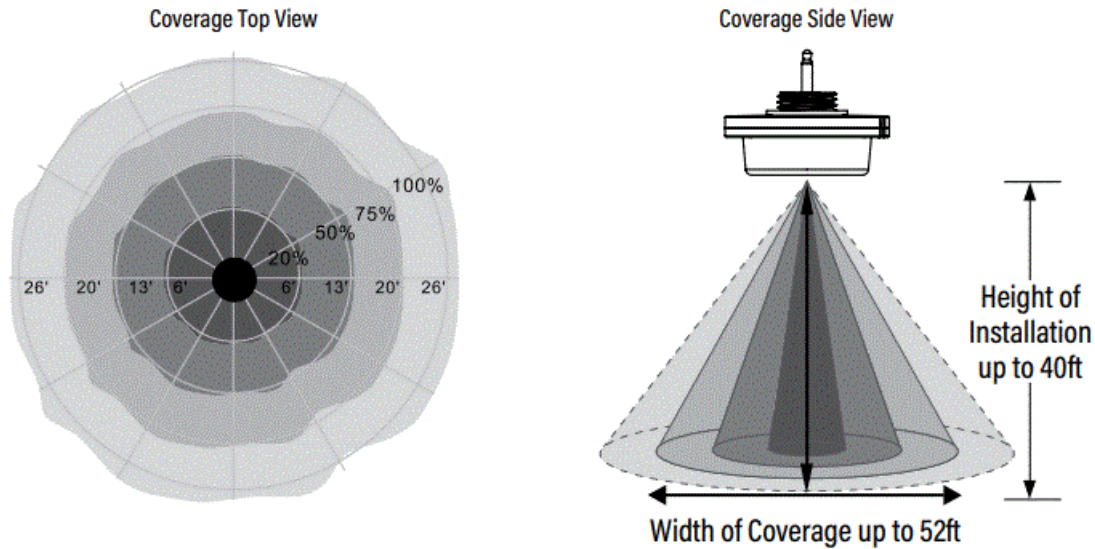 Coverage Top View
100%
75%
50%
20%
26' 20' 13' 6' 6' 13' 20' 26'
Coverage Side View
Height of
Installation
up to 40ft
Width of Coverage up to 52ft